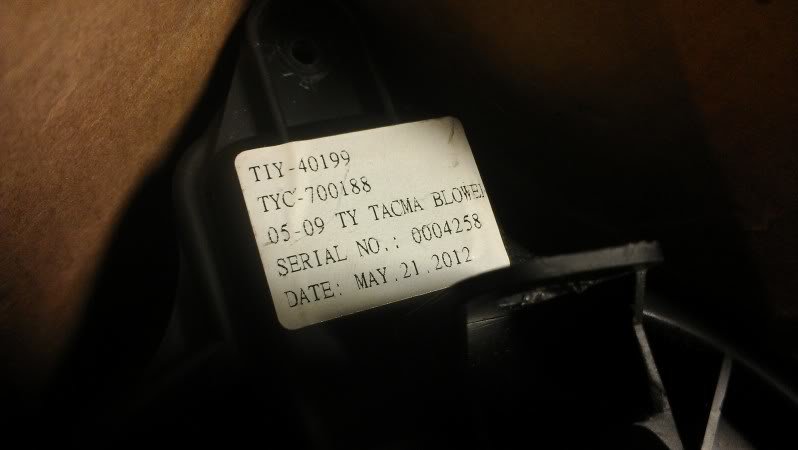 TIY-40199
TYC-700188
05-09 TY TACMA BLOWER
SERIAL NO.: 0004258
DATE: MAY.21.2012